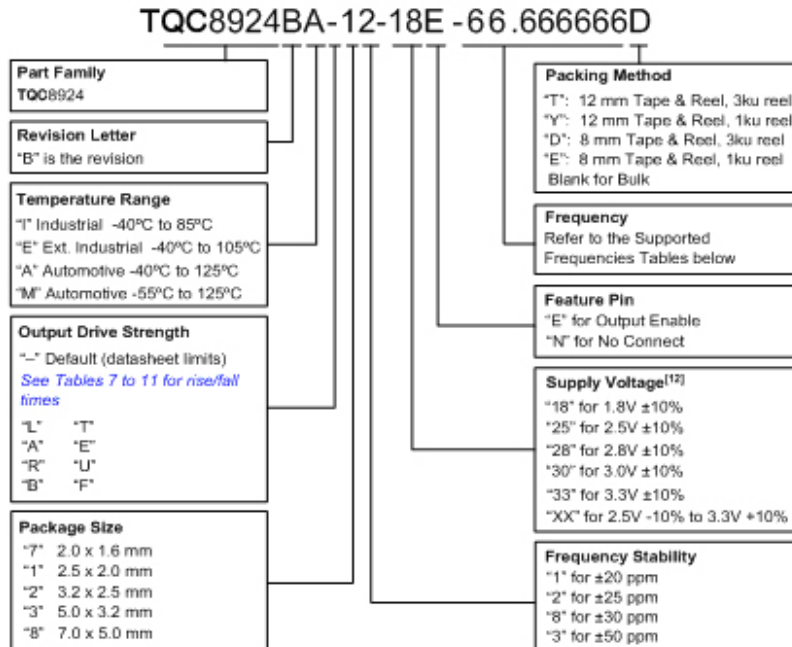 TQC8924BA-12-18E-66.666666D
Part Family
TQC8924
Revision Letter
"B" is the revision
Temperature Range
"I" Industrial -40ºC to 85ºC
"E" Ext. Industrial -40ºC to 105ºC
"A" Automotive -40ºC to 125ºC
"M" Automotive -55ºC to 125ºC
Output Drive Strength
"–" Default (datasheet limits)
See Tables 7 to 11 for rise/fall
times
"L" "T"
"A" "E"
"R" "U"
"B" "F"
Package Size
"7" 2.0 x 1.6 mm
"1" 2.5 x 2.0 mm
"2" 3.2 x 2.5 mm
"3" 5.0 x 3.2 mm
"8" 7.0 x 5.0 mm
Packing Method
"T": 12 mm Tape & Reel, 3ku reel
"Y": 12 mm Tape & Reel, 1ku reel
"D": 8 mm Tape & Reel, 3ku reel
"E": 8 mm Tape & Reel, 1ku reel
Blank for Bulk
Frequency
Refer to the Supported
Frequencies Tables below
Feature Pin
"E" for Output Enable
"N" for No Connect
Supply Voltage[12]
"18" for 1.8V ±10%
"25" for 2.5V ±10%
"28" for 2.8V ±10%
"30" for 3.0V ±10%
"33" for 3.3V ±10%
"XX" for 2.5V -10% to 3.3V +10%
Frequency Stability
"1" for ±20 ppm
"2" for ±25 ppm
"8" for ±30 ppm
"3" for ±50 ppm